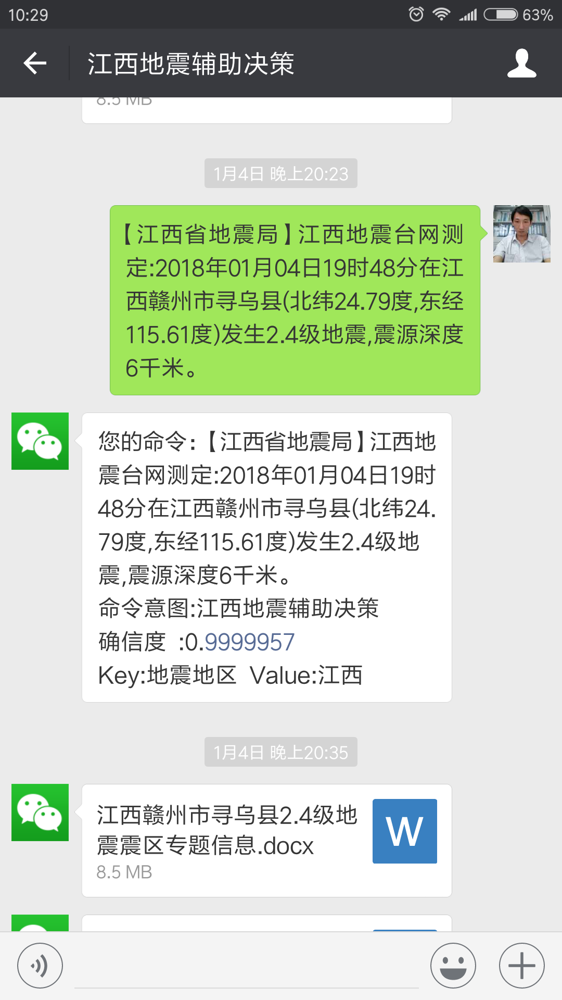 10:29
63%
江西地震辅助决策
8.5 MB
1月4日 晚上20:23
【江西省地震局】江西地震台网测
定:2018年01月04日19时48分在江
西赣州市寻乌县(北纬24.79度,东经
115.61度)发生2.4级地震,震源深度
6千米。
您的命令:【江西省地震局】江西地
震台网测定:2018年01月04日19时
48分在江西赣州市寻乌县(北纬24.
79度,东经115.61度)发生2.4级地
震,震源深度6千米。
命令意图:江西地震辅助决策
确信度 :0.9999957
Key:地震地区 Value:江西
1月4日 晚上20:35
江西赣州市寻乌县2.4级地
震震区专题信息.docx
W
8.5 MB